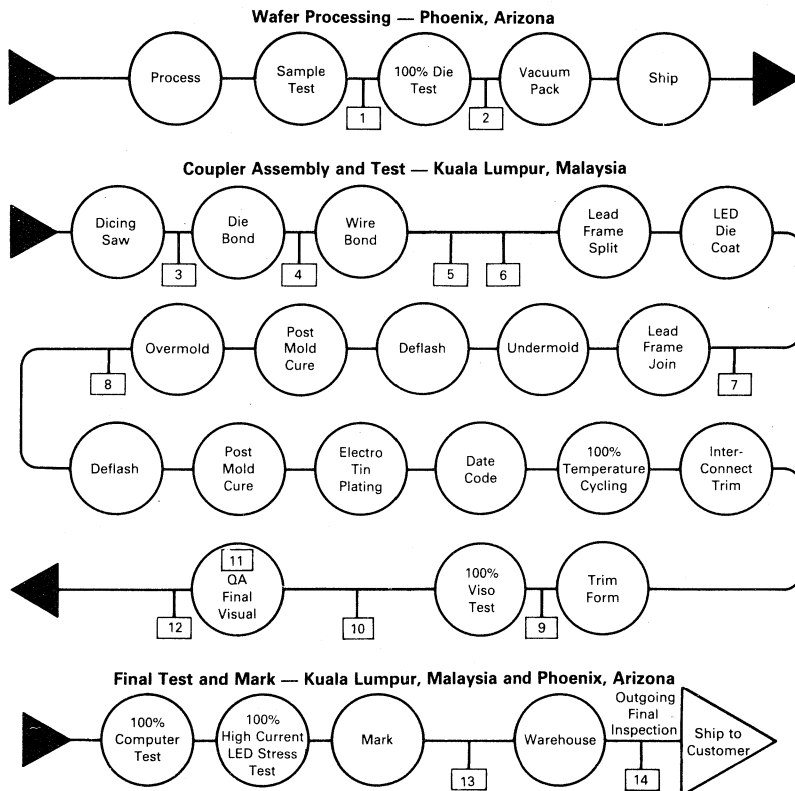 Wafer Processing — Phoenix, Arizona
Process
Sample
Test
100% Die
Test
Vacuum
Pack
Ship
1
2
Coupler Assembly and Test — Kuala Lumpur, Malaysia
Dicing
Saw
Die
Bond
Wire
Bond
Lead
Frame
Split
LED
Die
Coat
3
4
5
6
Overmold
Post
Mold
Cure
Deflash
Undermold
Lead
Frame
Join
8
7
Deflash
Post
Mold
Cure
Electro
Tin
Plating
Date
Code
100%
Temperature
Cycling
Inter-
Connect
Trim
11
QA
Final
Visual
100%
Viso
Test
Trim
Form
12
10
9
Final Test and Mark — Kuala Lumpur, Malaysia and Phoenix, Arizona
100%
Computer
Test
100%
High Current
LED Stress
Test
Mark
Warehouse
Outgoing
Final
Inspection
Ship to
Customer
13
14